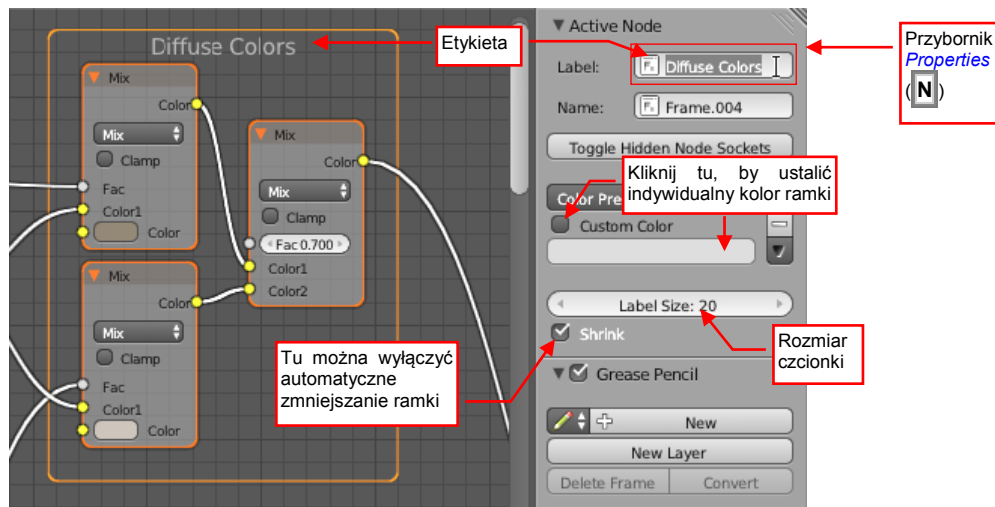 Diffuse Colors
Mix
Color
Mix
Clamp
Fac
Color1
Color
Mix
Color
Mix
Clamp
Fac 0.700
Color1
Color2
Mix
Color
Mix
Clamp
Fac
Color1
Color
Etykieta
Tu można wyłączyć
automatyczne
zmniejszanie ramki
Active Node
Label:
F
Diffuse Colors
Name:
F
Frame.004
Toggle Hidden Node Sockets
Kliknij tu, by ustalić
indywidualny kolor ramki
Color Pre
Custom Color
Label Size: 20
Shrink
Rozmiar
czcionki
Grease Pencil
New
New Layer
Delete Frame
Convert
Przybornik
Properties
(N)